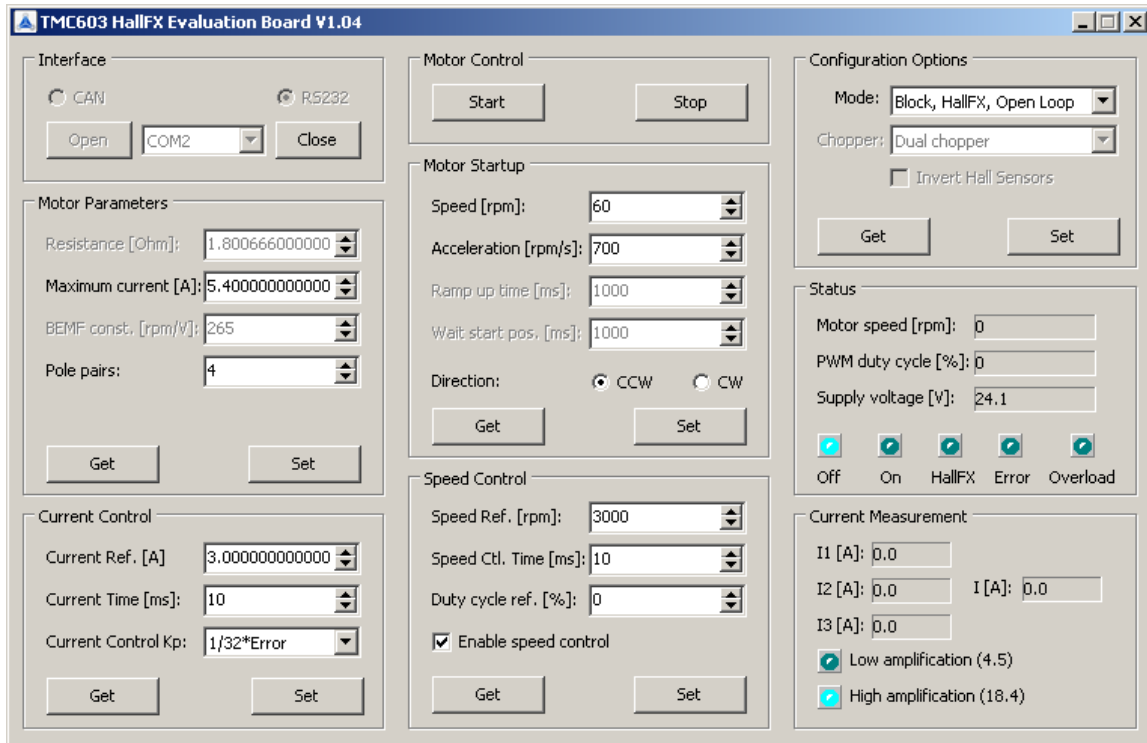 TMC603 HallFX Evaluation Board V1.04
Interface
CAN
RS232
Open
COM2
Close
Motor Parameters
Resistance [Ohm]: 1.800666000000
Maximum current [A]: 5.400000000000
BEMF const. [rpm/V]: 265
Pole pairs: 4
Get
Set
Current Control
Current Ref. [A] 3.000000000000
Current Time [ms]: 10
Current Control Kp: 1/32*Error
Get
Set
Motor Control
Start
Stop
Motor Startup
Speed [rpm]: 60
Acceleration [rpm/s]: 700
Ramp up time [ms]: 1000
Wait start pos. [ms]: 1000
Direction: CCW CW
Get
Set
Speed Control
Speed Ref. [rpm]: 3000
Speed Ctl. Time [ms]: 10
Duty cycle ref. [%]: 0
Enable speed control
Get
Set
Configuration Options
Mode: Block, HallFX, Open Loop
Chopper: Dual chopper
Invert Hall Sensors
Get
Set
Status
Motor speed [rpm]: 0
PWM duty cycle [%]: 0
Supply voltage [V]: 24.1
Off On HallFX Error Overload
Current Measurement
I1 [A]: 0.0
I2 [A]: 0.0 I [A]: 0.0
I3 [A]: 0.0
Low amplification (4.5)
High amplification (18.4)